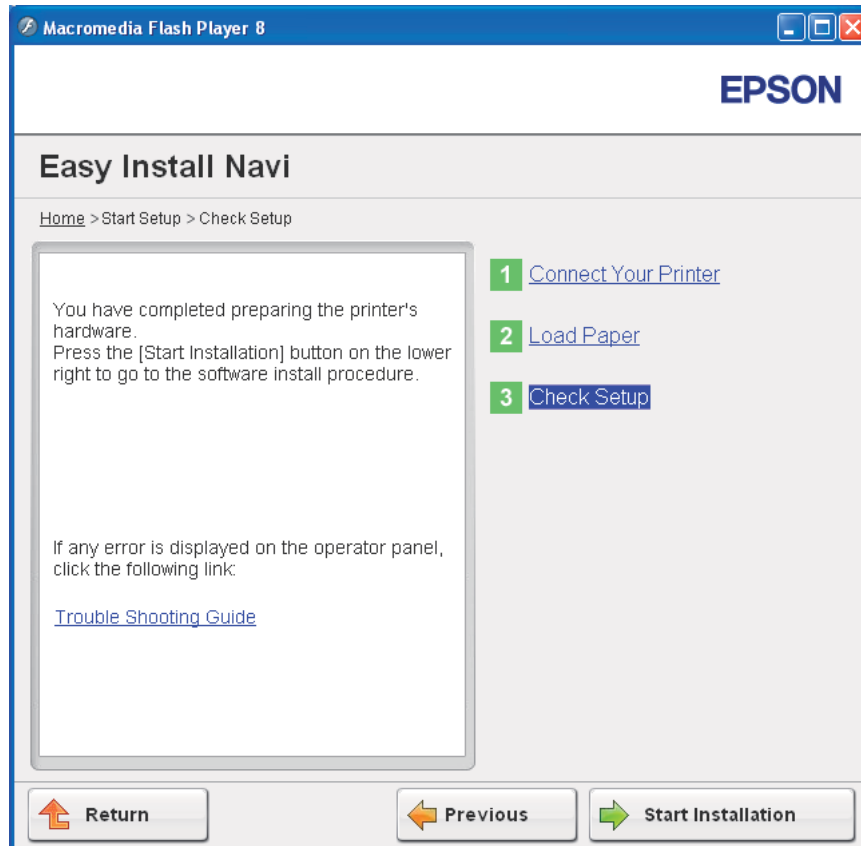 Macromedia Flash Player 8
EPSON
Easy Install Navi
Home > Start Setup > Check Setup
You have completed preparing the printer's
hardware.
Press the [Start Installation] button on the lower
right to go to the software install procedure.
If any error is displayed on the operator panel,
click the following link:
Trouble Shooting Guide
1 Connect Your Printer
2 Load Paper
3 Check Setup
Return
Previous
Start Installation